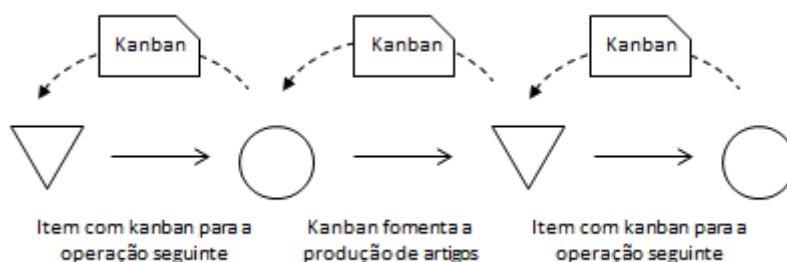 Kanban
Kanban
Kanban
Item com kanban para a
operação seguinte
Kanban fomenta a
produção de artigos
Item com kanban para a
operação seguinte